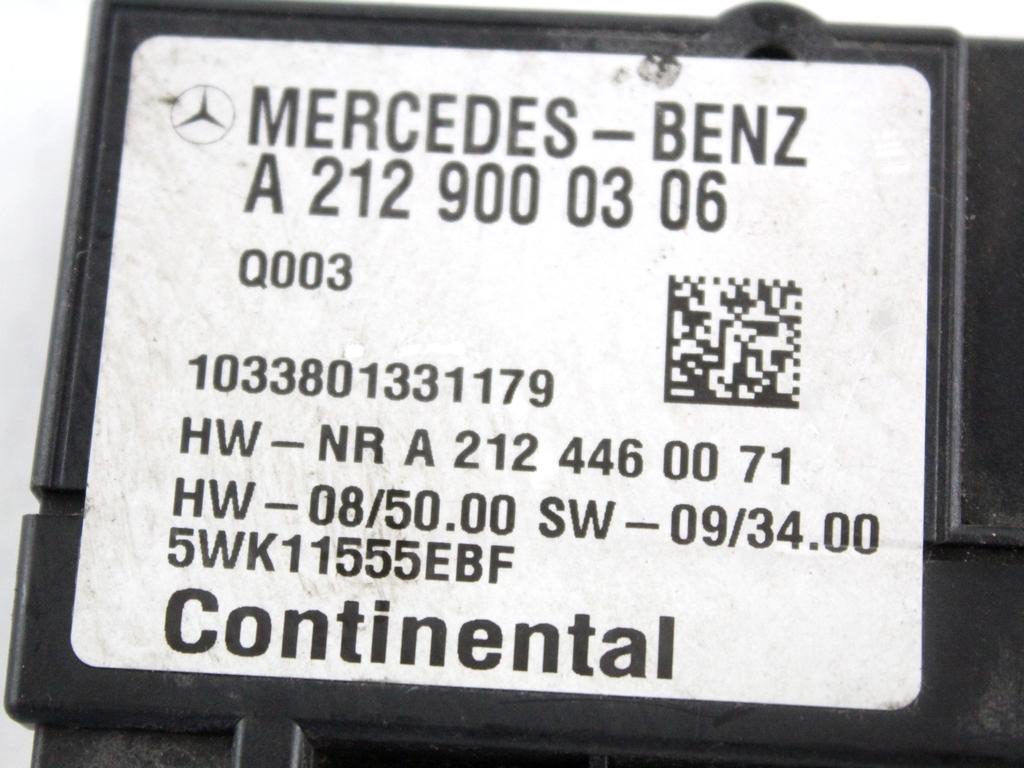 MERCEDES-BENZ
A 212 900 03 06
Q003
1033801331179
HW-NR A 212 446 00 71
HW-08/50.00 SW-09/34.00
5WK11555EBF
Continental